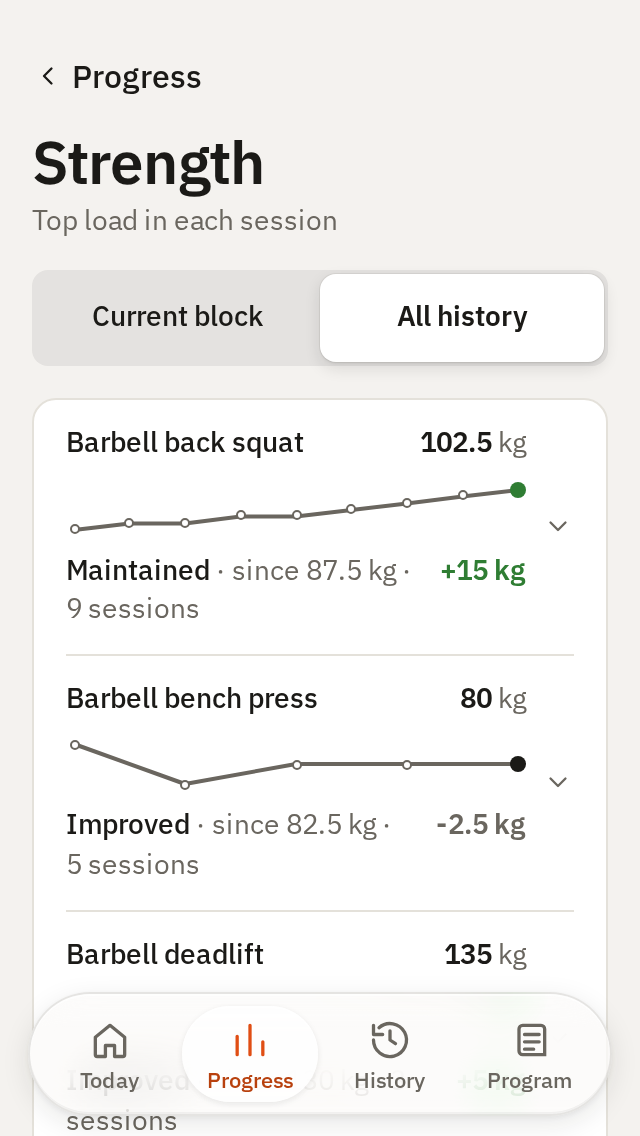 Progress
Strength
Top load in each session
Current block
All history
Barbell back squat
102.5 kg
Maintained · since 87.5 kg ·
9 sessions
+15 kg
Barbell bench press
80 kg
Improved · since 82.5 kg ·
5 sessions
-2.5 kg
Barbell deadlift
135 kg
Improved
sessions
Today
Progress
History
Program